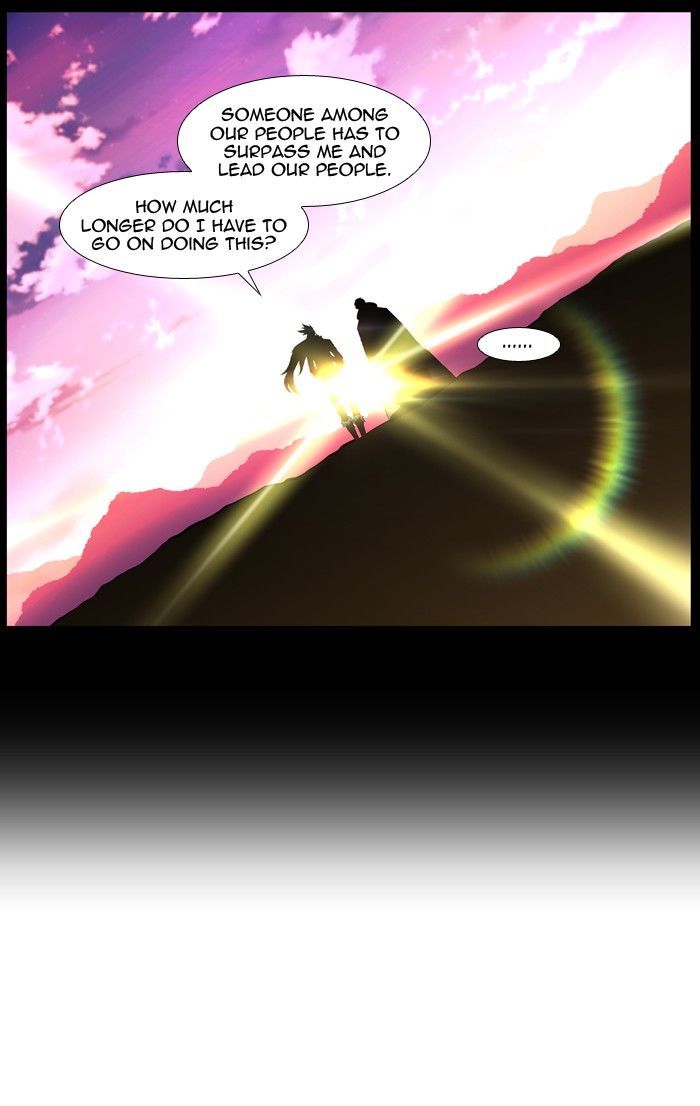 SOMEONE AMONG
OUR PEOPLE HAS TO
SURPASS ME AND
LEAD OUR PEOPLE.
HOW MUCH
LONGER DO I HAVE TO
GO ON DOING THIS?
......